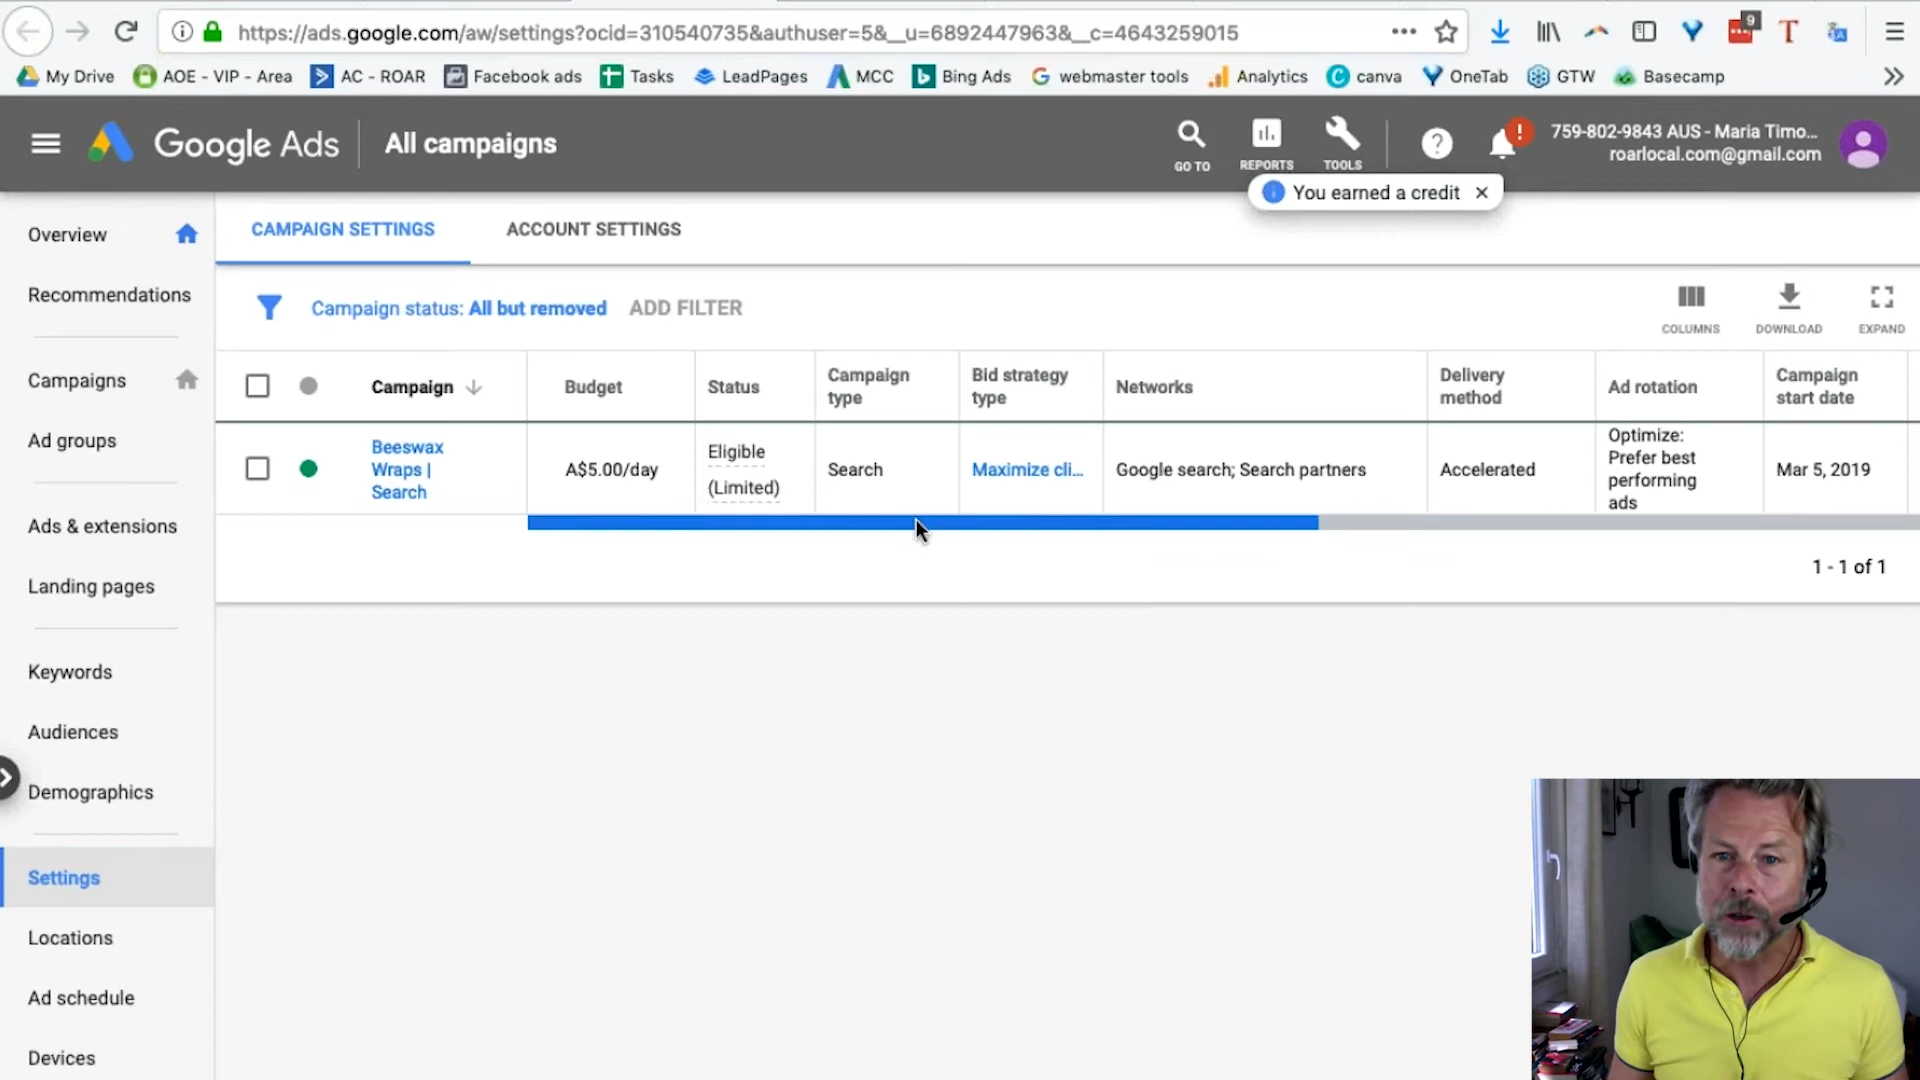 https://ads.google.com/aw/settings?ocid=310540735&authuser=5&__u=6892447963&__c=4643259015
9
My Drive
AOE - VIP - Area
AC - ROAR
Facebook ads
Tasks
LeadPages
MCC
Bing Ads
webmaster tools
Analytics
canva
OneTab
GTW
Basecamp
Google Ads
All campaigns
GO TO
REPORTS
TOOLS
759-802-9843 AUS - Maria Timo...
roarlocal.com@gmail.com
You earned a credit
Overview
Recommendations
Campaigns
Ad groups
Ads & extensions
Landing pages
Keywords
Audiences
Demographics
Settings
Locations
Ad schedule
Devices
CAMPAIGN SETTINGS
ACCOUNT SETTINGS
Campaign status: All but removed
ADD FILTER
COLUMNS
DOWNLOAD
EXPAND
Campaign
Budget
Status
Campaign
type
Bid strategy
type
Networks
Delivery
method
Ad rotation
Campaign
start date
Beeswax
Wraps |
Search
A$5.00/day
Eligible
(Limited)
Search
Maximize cli...
Google search; Search partners
Accelerated
Optimize:
Prefer best
performing
ads
Mar 5, 2019
1 - 1 of 1